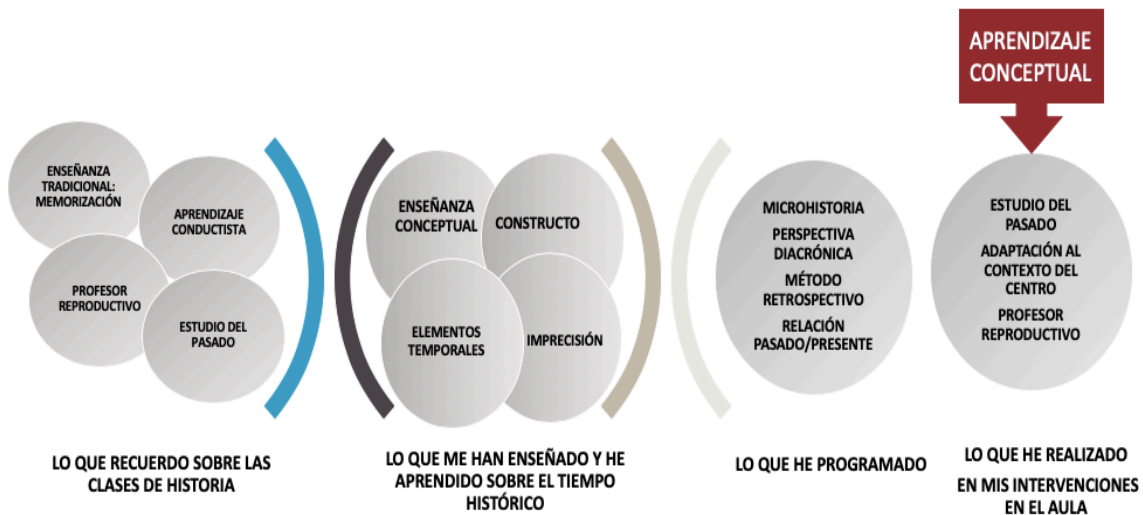 APRENDIZAJE
CONCEPTUAL
ENSEÑANZA
TRADICIONAL:
MEMORIZACIÓN
APRENDIZAJE
CONDUCTISTA
PROFESOR
REPRODUCTIVO
ESTUDIO DEL
PASADO
ENSEÑANZA
CONCEPTUAL
CONSTRUCTO
ELEMENTOS
TEMPORALES
IMPRECISIÓN
MICROHISTORIA
PERSPECTIVA
DIACRÓNICA
MÉTODO
RETROSPECTIVO
RELACIÓN
PASADO/PRESENTE
ESTUDIO DEL
PASADO
ADAPTACIÓN AL
CONTEXTO DEL
CENTRO
PROFESOR
REPRODUCTIVO
LO QUE RECUERDO SOBRE LAS
CLASES DE HISTORIA
LO QUE ME HAN ENSEÑADO Y HE
APRENDIDO SOBRE EL TIEMPO
HISTÓRICO
LO QUE HE PROGRAMADO
LO QUE HE REALIZADO
EN MIS INTERVENCIONES
EN EL AULA